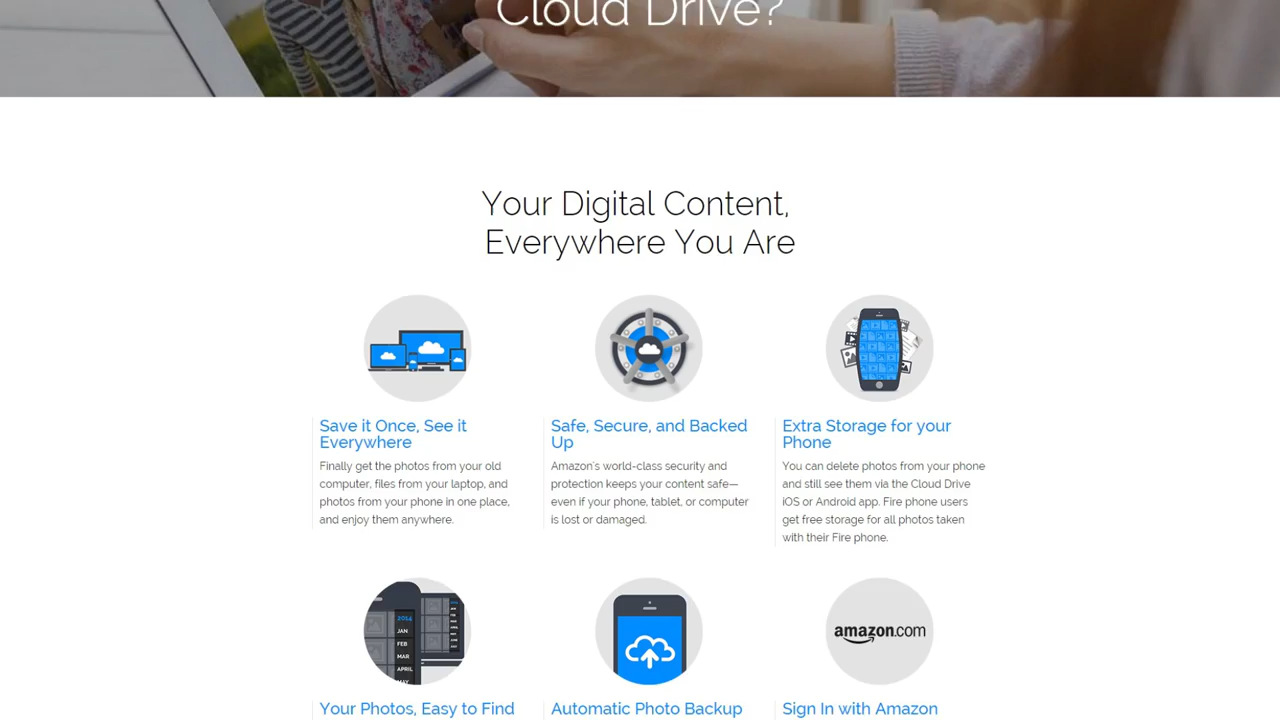 Cloud Drive?
Your Digital Content,
Everywhere You Are
Save it Once, See it
Everywhere
Finally get the photos from your old
computer, files from your laptop, and
photos from your phone in one place,
and enjoy them anywhere.
Safe, Secure, and Backed
Up
Amazon's world-class security and
protection keeps your content safe—
even if your phone, tablet, or computer
is lost or damaged.
Extra Storage for your
Phone
You can delete photos from your phone
and still see them via the Cloud Drive
iOS or Android app. Fire phone users
get free storage for all photos taken
with their Fire phone.
2014
JAN
FEB
MAR
APRIL
MAY
amazon.com
Your Photos, Easy to Find
Automatic Photo Backup
Sign In with Amazon